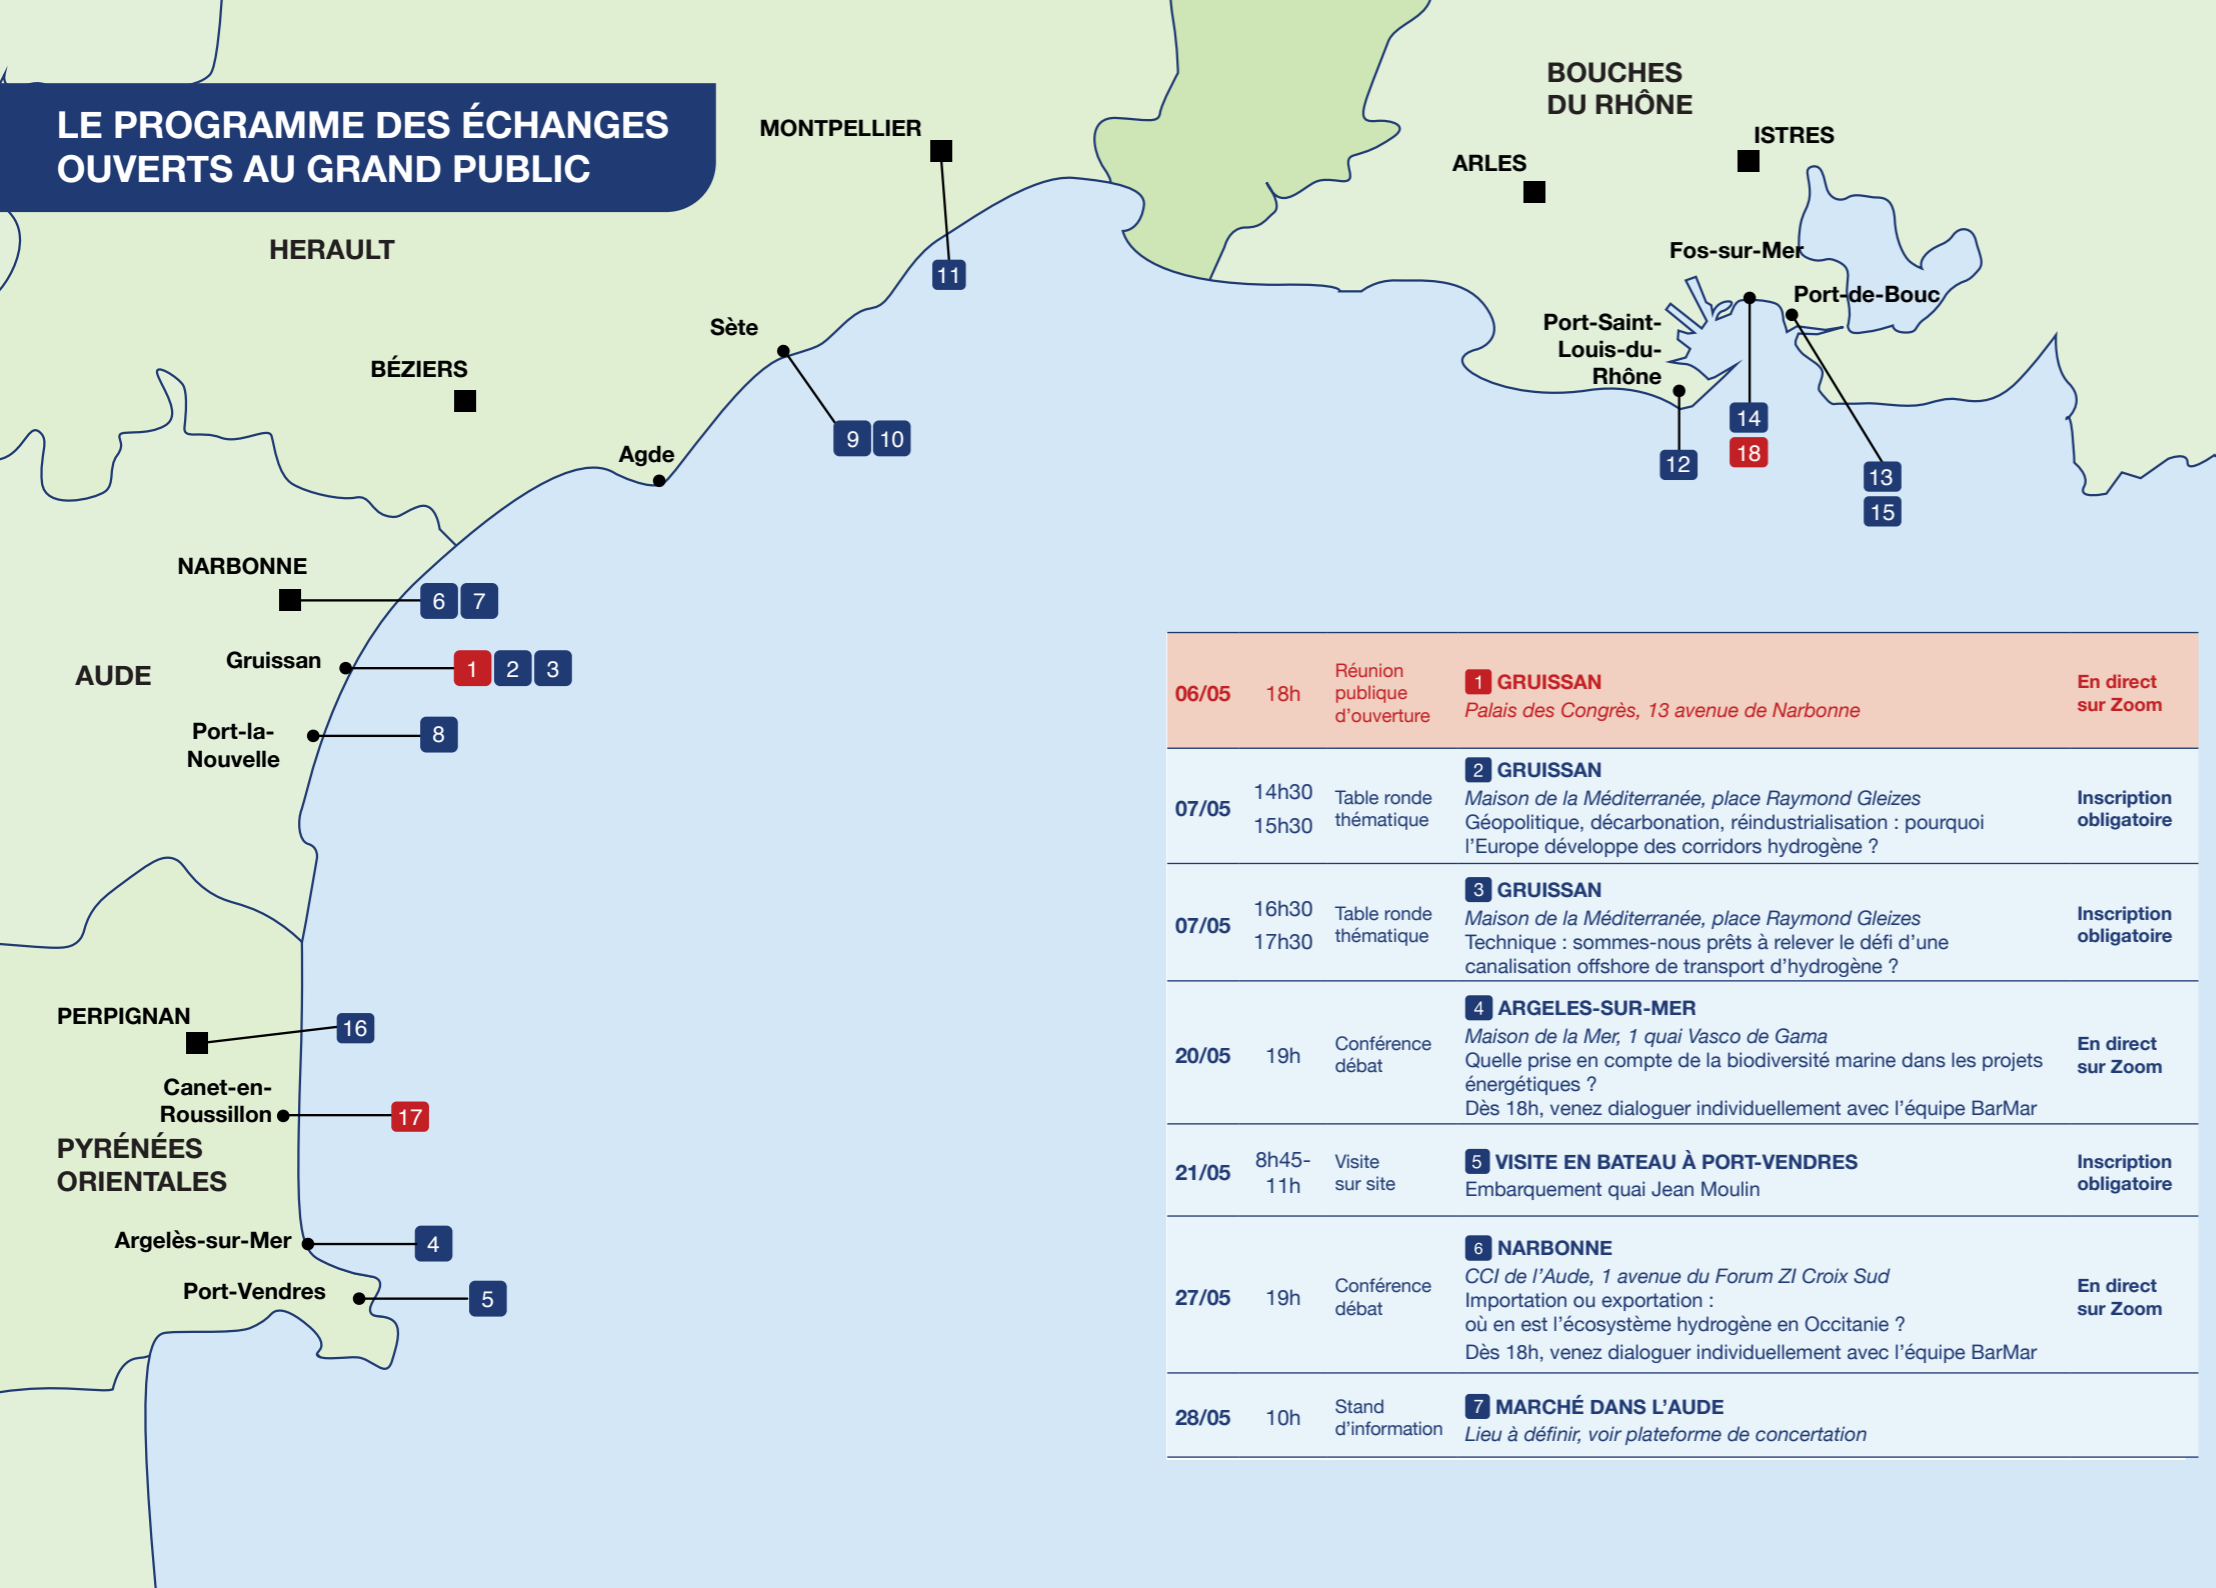 LE PROGRAMME DES ÉCHANGES
OUVERTS AU GRAND PUBLIC
HERAULT
MONTPELLIER
11
BOUCHES
DU RHÔNE
ISTRES
ARLES
Fos-sur-Mer
Port-de-Bouc
Port-Saint-
Louis-du-
Rhône
14
18
12
13
15
Sète
9 10
BÉZIERS
Agde
NARBONNE
6 7
AUDE
Gruissan
1 2 3
Port-la-
Nouvelle
8
PERPIGNAN
16
Canet-en-
Roussillon
17
PYRÉNÉES
ORIENTALES
Argelès-sur-Mer
4
Port-Vendres
5
06/05
18h
Réunion
publique
d'ouverture
1 GRUISSAN
Palais des Congrès, 13 avenue de Narbonne
En direct
sur Zoom
07/05
14h30
15h30
Table ronde
thématique
2 GRUISSAN
Maison de la Méditerranée, place Raymond Gleizes
Géopolitique, décarbonation, réindustrialisation : pourquoi
l'Europe développe des corridors hydrogène ?
Inscription
obligatoire
07/05
16h30
17h30
Table ronde
thématique
3 GRUISSAN
Maison de la Méditerranée, place Raymond Gleizes
Technique : sommes-nous prêts à relever le défi d'une
canalisation offshore de transport d'hydrogène ?
Inscription
obligatoire
20/05
19h
Conférence
débat
4 ARGELES-SUR-MER
Maison de la Mer, 1 quai Vasco de Gama
Quelle prise en compte de la biodiversité marine dans les projets
énergétiques ?
Dès 18h, venez dialoguer individuellement avec l'équipe BarMar
En direct
sur Zoom
21/05
8h45-
11h
Visite
sur site
5 VISITE EN BATEAU À PORT-VENDRES
Embarquement quai Jean Moulin
Inscription
obligatoire
27/05
19h
Conférence
débat
6 NARBONNE
CCI de l'Aude, 1 avenue du Forum ZI Croix Sud
Importation ou exportation :
où en est l'écosystème hydrogène en Occitanie ?
Dès 18h, venez dialoguer individuellement avec l'équipe BarMar
En direct
sur Zoom
28/05
10h
Stand
d'information
7 MARCHÉ DANS L'AUDE
Lieu à définir, voir plateforme de concertation